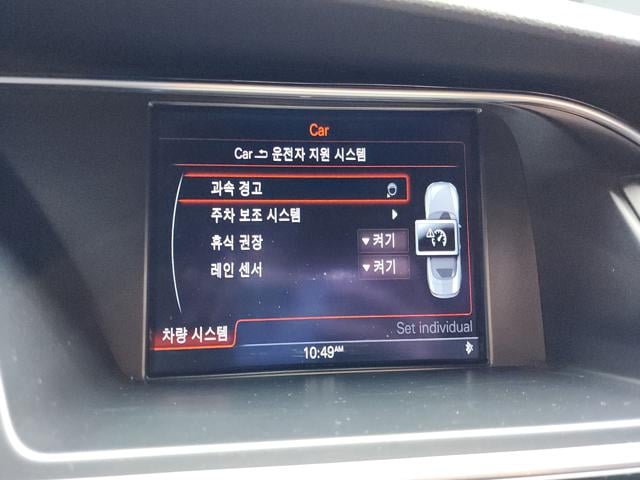 Car
Car 운전자 지원 시스템
과속 경고
주차 보조 시스템
휴식 권장 켜기
레인 센서 켜기
차량 시스템 Set individual
10:49AM